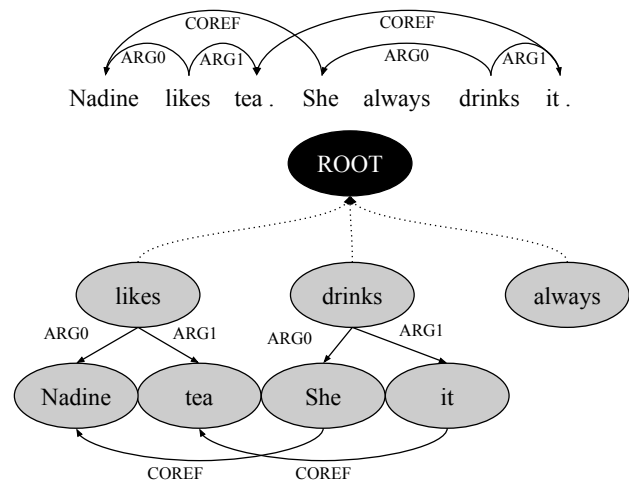 COREF COREF
ARG0 ARG1 ARG0 ARG1
Nadine likes tea . She always drinks it .
ROOT
likes drinks always
ARG0 ARG1 ARG0 ARG1
Nadine tea She it
COREF COREF